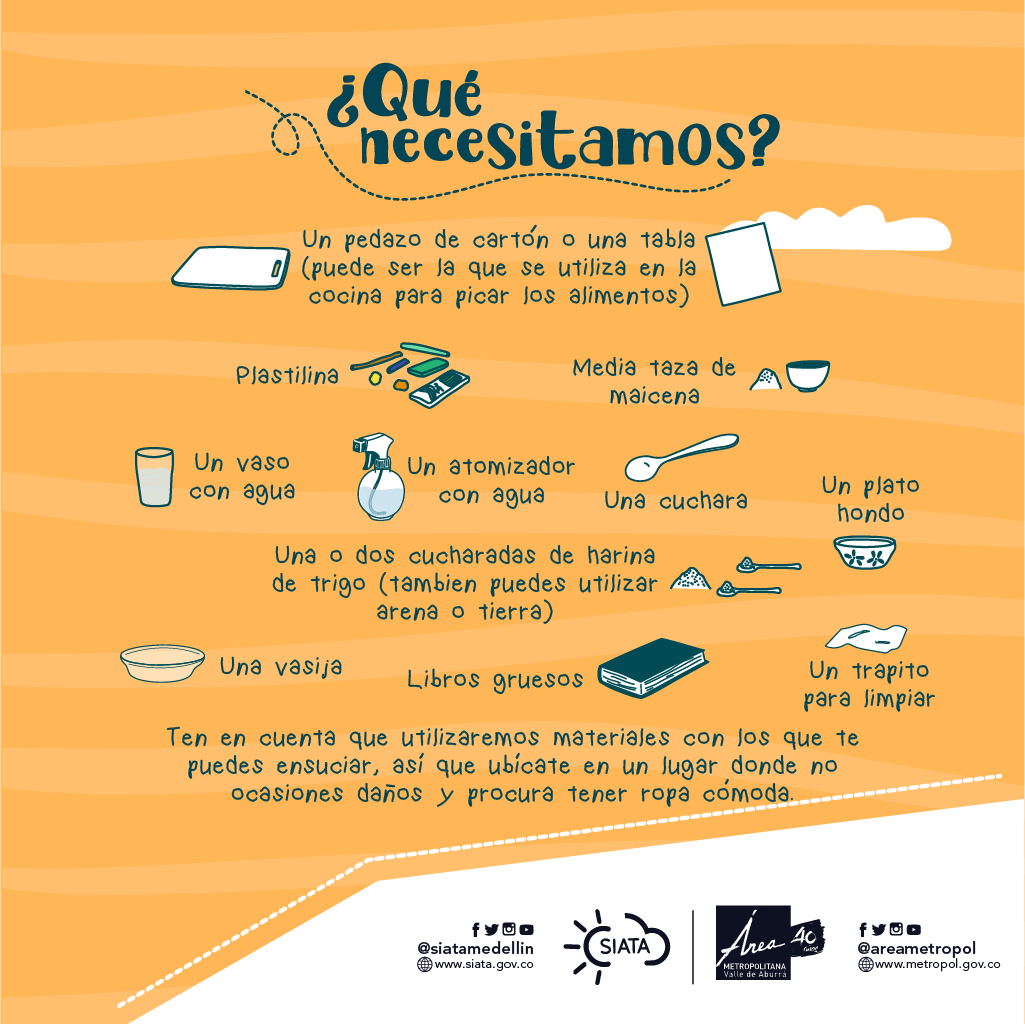 ¿Qué
necesitamos?
Un pedazo de cartón o una tabla
(puede ser la que se utiliza en la
cocina para picar los alimentos)
Plastilina
Media taza de
maicena
Un vaso
con agua
Un atomizador
con agua
Una cuchara
Un plato
hondo
Una o dos cucharadas de harina
de trigo (tambien puedes utilizar
arena o tierra)
Una vasija
Libros gruesos
Un trapito
para limpiar
Ten en cuenta que utilizaremos materiales con los que te
puedes ensuciar, así que ubícate en un lugar donde no
ocasiones daños y procura tener ropa cómoda.
@siatamedellin
www.siata.gov.co
SIATA
Área
40
METROPOLITANA
Valle de Aburrá
@areametropol
www.metropol.gov.co